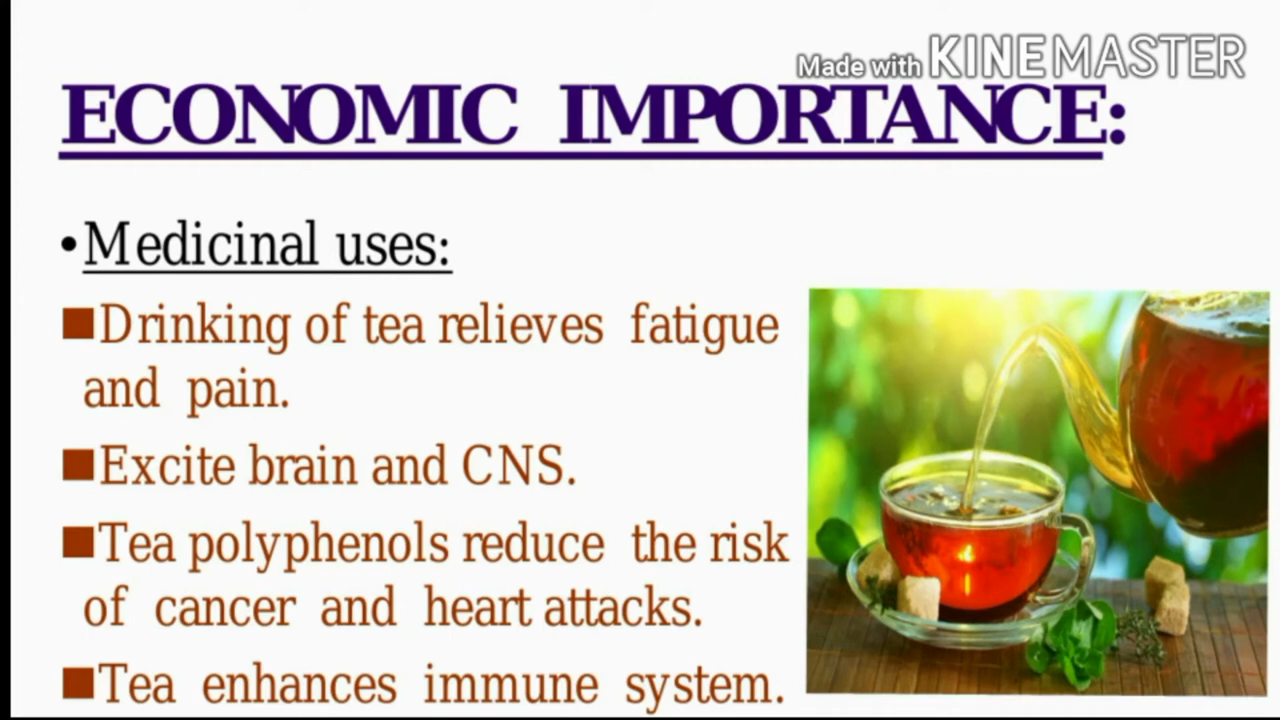 Made with KINEMASTER
ECONOMIC IMPORTANCE:
•Medicinal uses:
■Drinking of tea relieves fatigue
and pain.
■Excite brain and CNS.
■Tea polyphenols reduce the risk
of cancer and heart attacks.
■Tea enhances immune system.